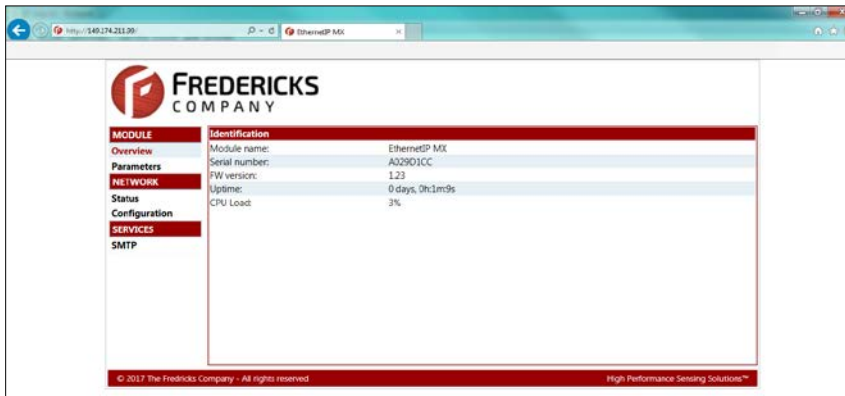 http://149.174.211.39/
EthernetIP MX
FREDERICKS
COMPANY
MODULE
Overview
Parameters
NETWORK
Status
Configuration
SERVICES
SMTP
Identification
Module name: EthernetIP MX
Serial number: A029D1CC
FW version: 1.23
Uptime: 0 days, 0h:1m:9s
CPU Load: 3%
© 2017 The Fredricks Company - All rights reserved
High Performance Sensing Solutions™